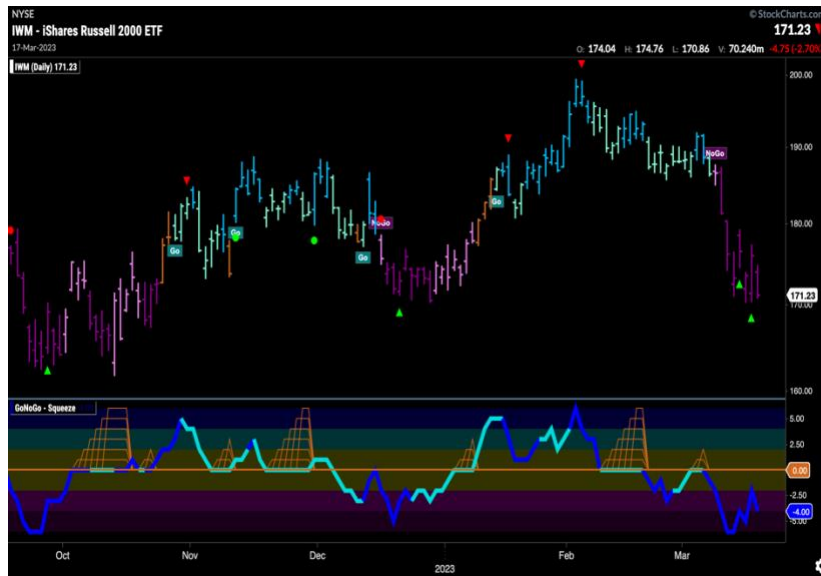 NYSE
© StockCharts.com
IWM - iShares Russell 2000 ETF
171.23
17-Mar-2023
O: 174.04 H: 174.76 L: 170.86 V: 70.240m -4.75 (-2.70%
IWM (Daily) 171.23
200.00
190.00
NoGo
Go
Go
NoGo
Go
Go
180.00
171.23
170.00
160.00
GoNoGo - Squeeze
5.00
2.50
0.00
-2.50
-4.00
-5.00
Oct
Nov
Dec
Feb
Mar
2023